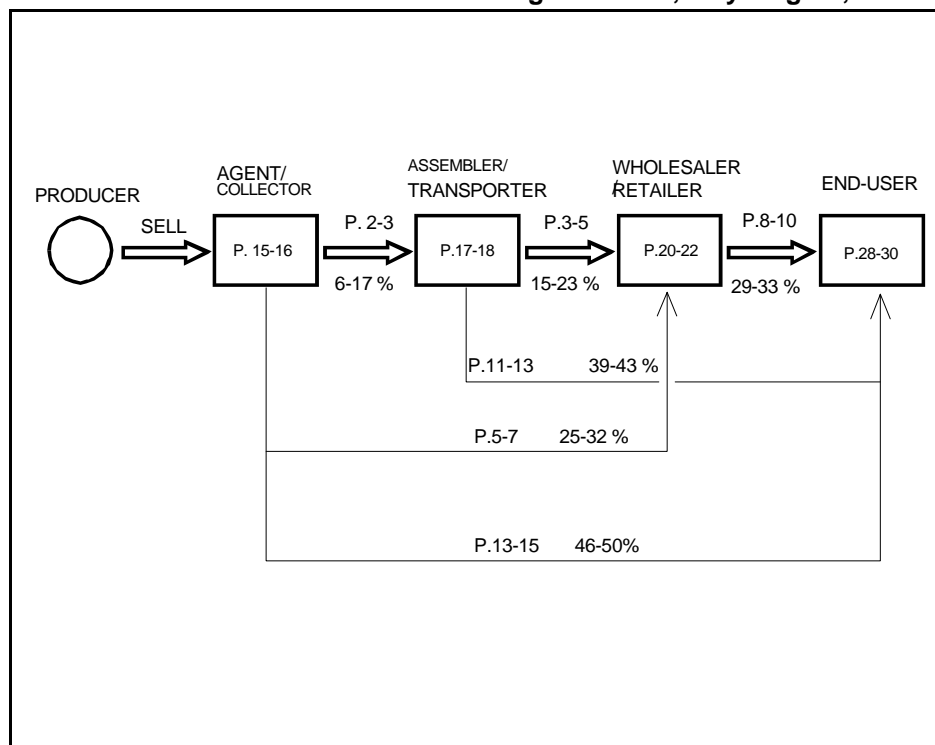 PRODUCER
SELL
AGENT/
COLLECTOR
P. 15-16
P. 2-3
6-17 %
ASSEMBLER/
TRANSPORTER
P.17-18
P.3-5
15-23 %
WHOLESALER
/RETAILER
P.20-22
P.8-10
29-33 %
END-USER
P.28-30
P.11-13 39-43 %
P.5-7 25-32 %
P.13-15 46-50%